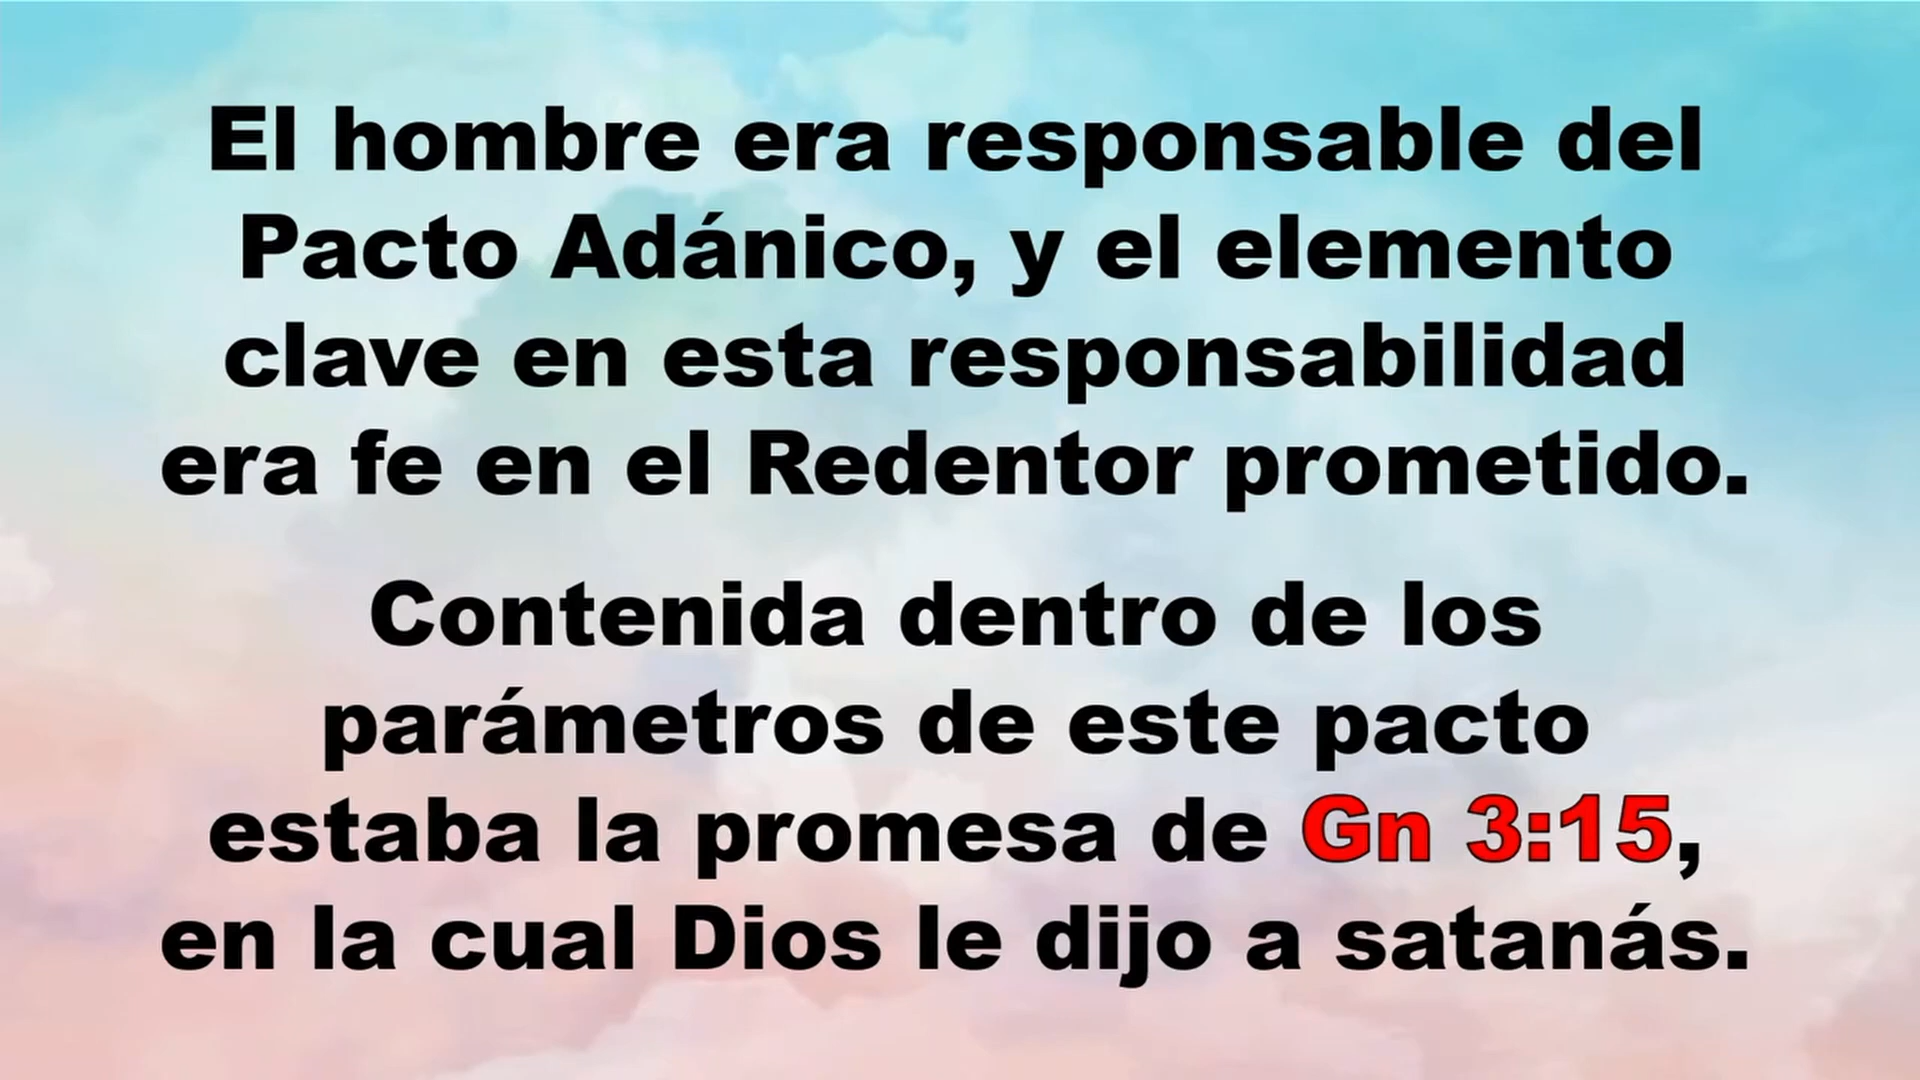 El hombre era responsable del
Pacto Adánico, y el elemento
clave en esta responsabilidad
era fe en el Redentor prometido.
Contenida dentro de los
parámetros de este pacto
estaba la promesa de Gn 3:15,
en la cual Dios le dijo a satanás.